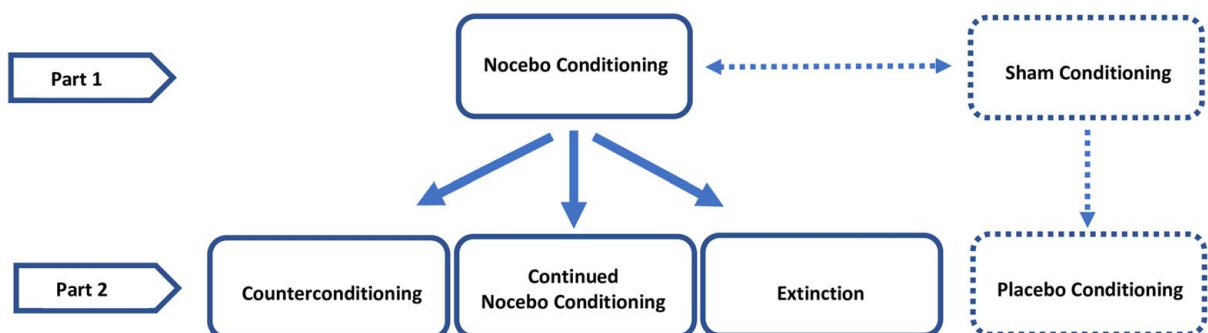 Part 1
Nocebo Conditioning
Sham Conditioning
Part 2
Counterconditioning
Continued
Nocebo Conditioning
Extinction
Placebo Conditioning